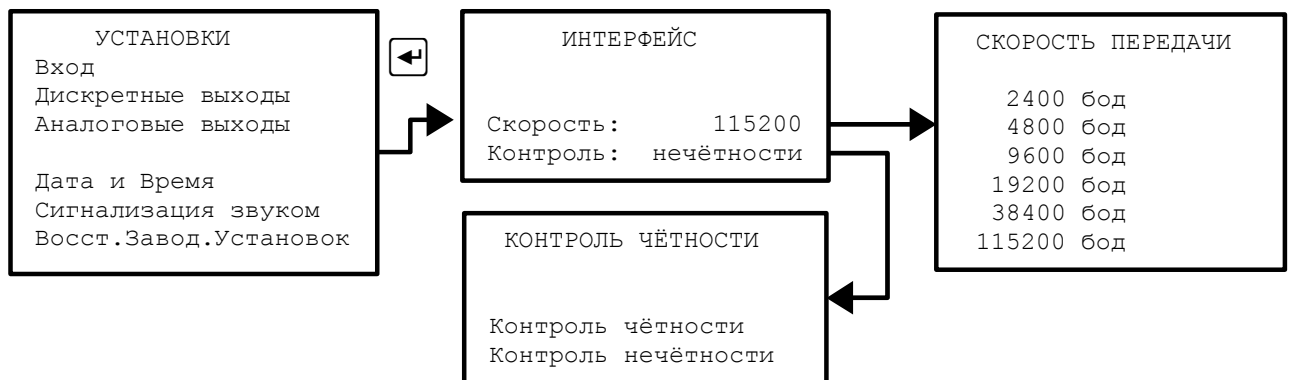 УСТАНОВКИ
Вход
Дискретные выходы
Аналоговые выходы
Дата и Время
Сигнализация звуком
Восст.Завод.Установок
ИНТЕРФЕЙС
Скорость: 115200
Контроль: нечётности
СКОРОСТЬ ПЕРЕДАЧИ
2400 бод
4800 бод
9600 бод
19200 бод
38400 бод
115200 бод
КОНТРОЛЬ ЧЁТНОСТИ
Контроль чётности
Контроль нечётности